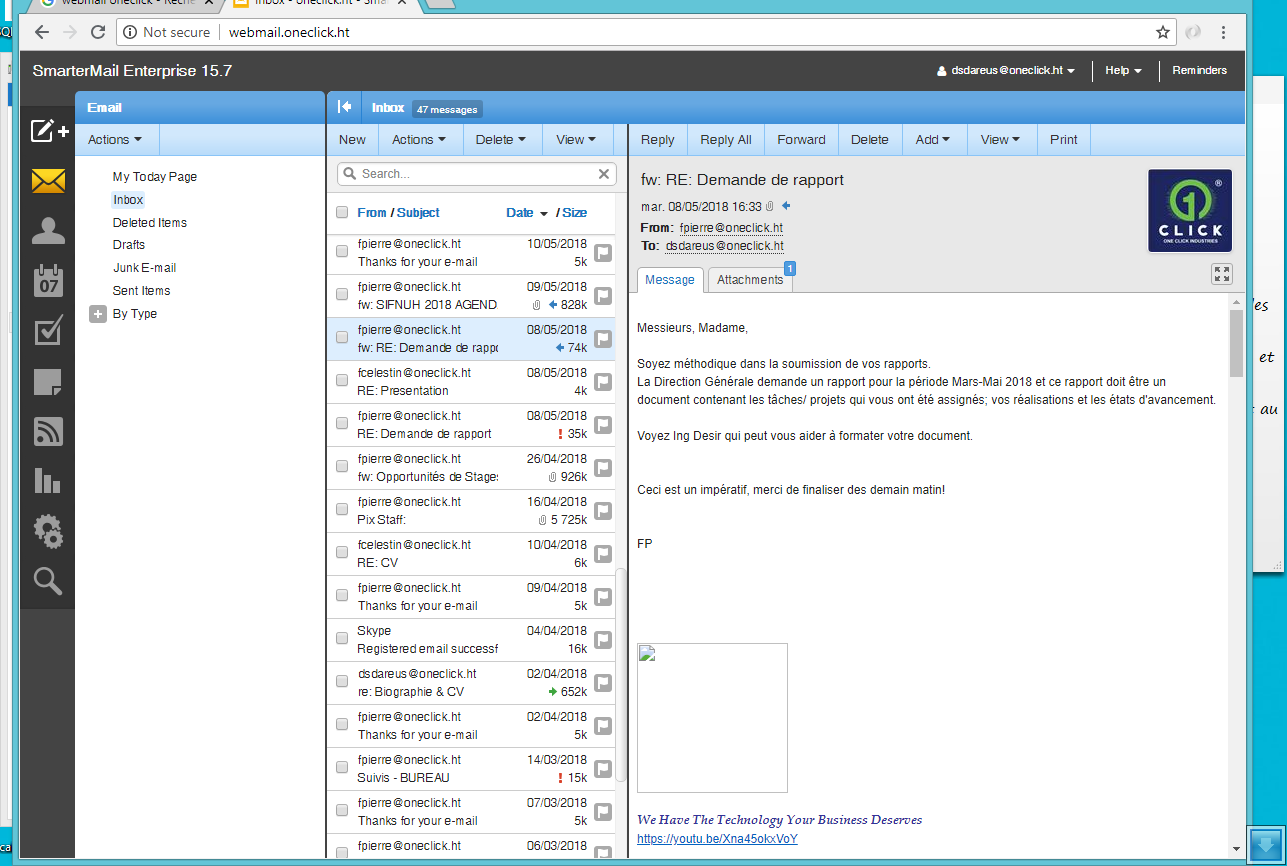 webmail oneclick - Reche
Inbox - oneclick.ht - Smar
Not secure
webmail.oneclick.ht
SmarterMail Enterprise 15.7
dsdareus@oneclick.ht
Help
Reminders
Email
Inbox
47 messages
Actions
New
Actions
Delete
View
Reply
Reply All
Forward
Delete
Add
View
Print
My Today Page
Inbox
Deleted Items
Drafts
Junk E-mail
Sent Items
By Type
07
Search...
From / Subject
Date / Size
fpierre@oneclick.ht 10/05/2018
Thanks for your e-mail 5k
fpierre@oneclick.ht 09/05/2018
fw: SIFNUH 2018 AGEND 828k
fpierre@oneclick.ht 08/05/2018
fw: RE: Demande de rappo 74k
fcelestin@oneclick.ht 08/05/2018
RE: Presentation 4k
fpierre@oneclick.ht 08/05/2018
RE: Demande de rapport ! 35k
fpierre@oneclick.ht 26/04/2018
fw: Opportunités de Stages 926k
fpierre@oneclick.ht 16/04/2018
Pix Staff: 5 725k
fcelestin@oneclick.ht 10/04/2018
RE: CV 6k
fpierre@oneclick.ht 09/04/2018
Thanks for your e-mail 5k
Skype 04/04/2018
Registered email successf 16k
dsdareus@oneclick.ht 02/04/2018
re: Biographie & CV 652k
fpierre@oneclick.ht 02/04/2018
Thanks for your e-mail 5k
fpierre@oneclick.ht 14/03/2018
Suivis - BUREAU ! 15k
fpierre@oneclick.ht 07/03/2018
Thanks for your e-mail 5k
fpierre@oneclick.ht 06/03/2018
fw: RE: Demande de rapport
mar. 08/05/2018 16:33
From: fpierre@oneclick.ht
To: dsdareus@oneclick.ht
1
®
CLICK
ONE CLICK INDUSTRIES
Message
Attachments
1
Messieurs, Madame,
Soyez méthodique dans la soumission de vos rapports.
La Direction Générale demande un rapport pour la période Mars-Mai 2018 et ce rapport doit être un
document contenant les tâches/ projets qui vous ont été assignés; vos réalisations et les états d'avancement.
Voyez Ing Desir qui peut vous aider à formater votre document.
Ceci est un impératif, merci de finaliser des demain matin!
FP
We Have The Technology Your Business Deserves
https://youtu.be/Xna45okxVoY
les
et
au